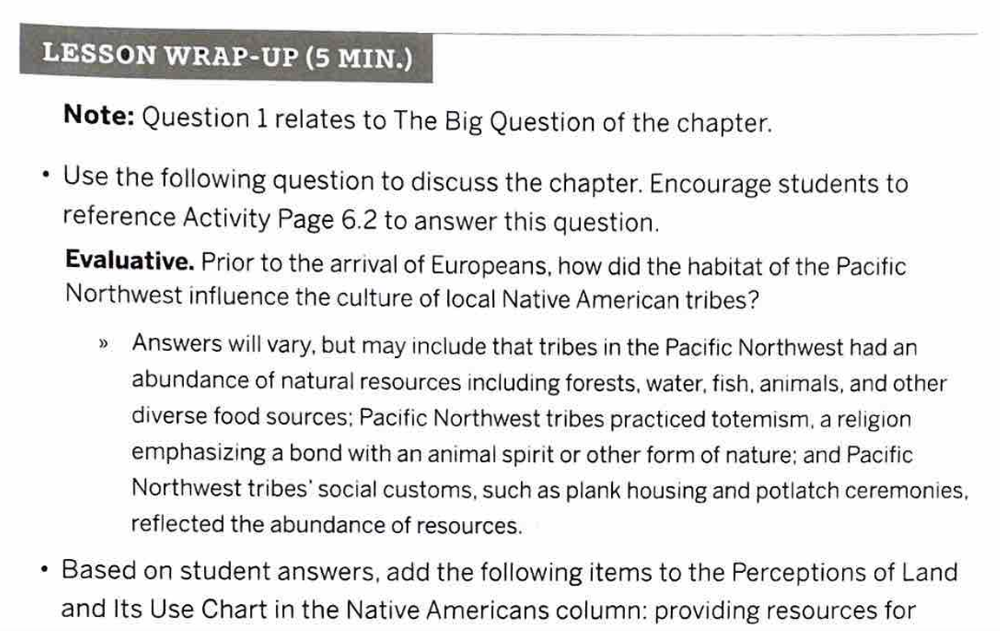 LESSON WRAP-UP (5 MIN.)
Note: Question 1 relates to The Big Question of the chapter.
• Use the following question to discuss the chapter. Encourage students to
reference Activity Page 6.2 to answer this question.
Evaluative. Prior to the arrival of Europeans, how did the habitat of the Pacific
Northwest influence the culture of local Native American tribes?
» Answers will vary, but may include that tribes in the Pacific Northwest had an
abundance of natural resources including forests, water, fish, animals, and other
diverse food sources; Pacific Northwest tribes practiced totemism, a religion
emphasizing a bond with an animal spirit or other form of nature; and Pacific
Northwest tribes' social customs, such as plank housing and potlatch ceremonies,
reflected the abundance of resources.
• Based on student answers, add the following items to the Perceptions of Land
and Its Use Chart in the Native Americans column: providing resources for